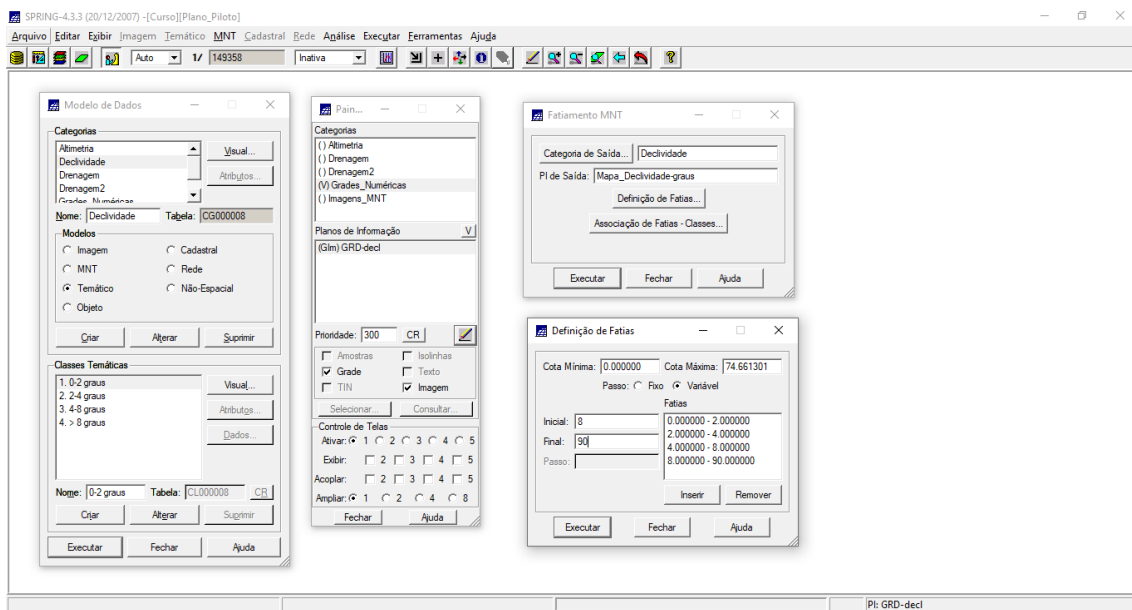 SPRING-4.3.3 (20/12/2007) -[Curso][Plano_Piloto]
Arquivo Editar Exibir Imagem Temático MNT Cadastral Rede Análise Executar Ferramentas Ajuda
Auto 1/ 149358 Inativa
Modelo de Dados
Categorias
Altimetria
Declividade
Drenagem
Drenagem2
Grades_Numéricas
Visual...
Atributos...
Nome: Declividade Tabela: CG000008
Modelos
Imagem Cadastral
MNT Rede
Temático Não-Espacial
Objeto
Criar Alterar Suprimir
Classes Temáticas
1. 0-2 graus
2. 2-4 graus
3. 4-8 graus
4. > 8 graus
Visual...
Atributos...
Dados...
Nome: 0-2 graus Tabela: CL000008 CR
Criar Alterar Suprimir
Executar Fechar Ajuda
Pain...
Categorias
( ) Altimetria
( ) Drenagem
( ) Drenagem2
(V) Grades_Numéricas
( ) Imagens_MNT
Planos de Informação V
(GIm) GRD-decl
Prioridade: 300 CR
Amostras Isolinhas
Grade Texto
TIN Imagem
Selecionar... Consultar...
Controle de Telas
Ativar: 1 2 3 4 5
Exibir: 2 3 4 5
Acoplar: 2 3 4 5
Ampliar: 1 2 4 8
Fechar Ajuda
Fatiamento MNT
Categoria de Saída... Declividade
PI de Saída: Mapa_Declividade-graus
Definição de Fatias...
Associação de Fatias - Classes...
Executar Fechar Ajuda
Definição de Fatias
Cota Mínima: 0.000000 Cota Máxima: 74.661301
Passo: Fixo Variável
Fatias
Inicial: 8
Final: 90
Passo:
0.000000 - 2.000000
2.000000 - 4.000000
4.000000 - 8.000000
8.000000 - 90.000000
Inserir Remover
Executar Fechar Ajuda
PI: GRD-decl